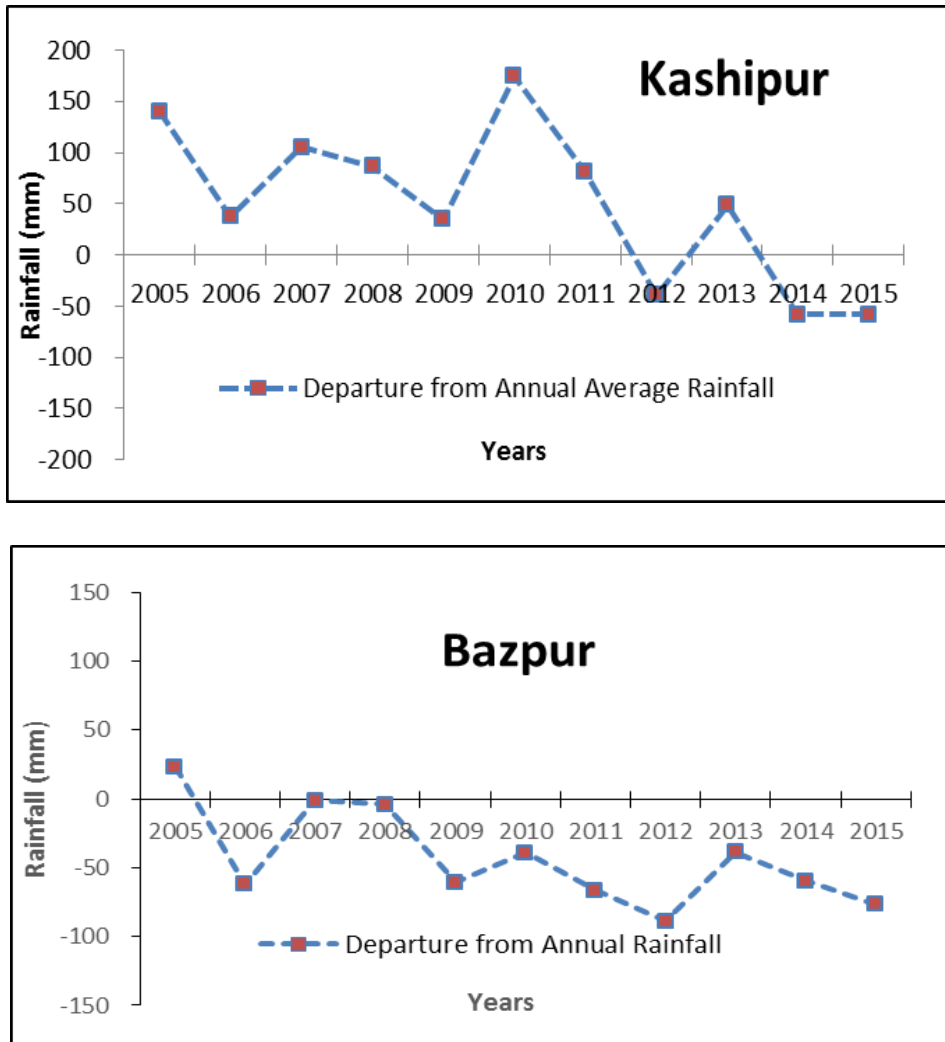 Kashipur
Rainfall (mm)
200
150
100
50
0
-50
-100
-150
-200
2005 2006 2007 2008 2009 2010 2011 2012 2013 2014 2015
Departure from Annual Average Rainfall
Years
Bazpur
Rainfall (mm)
150
100
50
0
-50
-100
-150
2005 2006 2007 2008 2009 2010 2011 2012 2013 2014 2015
Departure from Annual Rainfall
Years